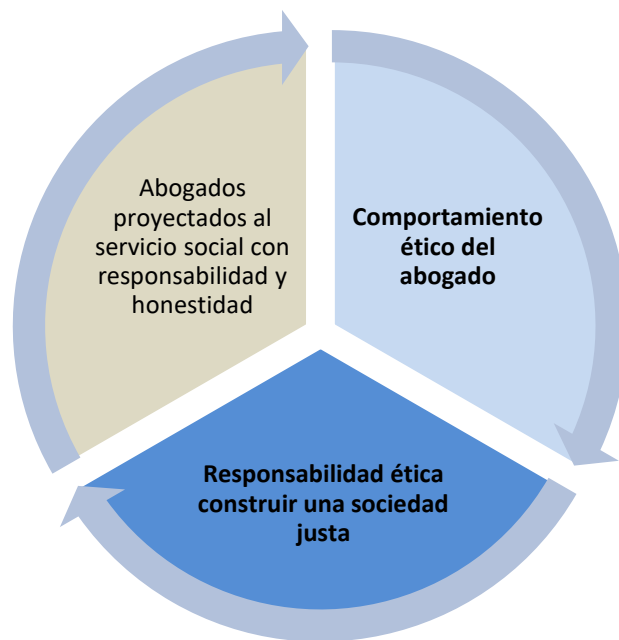 Abogados
proyectados al
servicio social con
responsabilidad y
honestidad
Comportamiento
ético del
abogado
Responsabilidad ética
construir una sociedad
justa